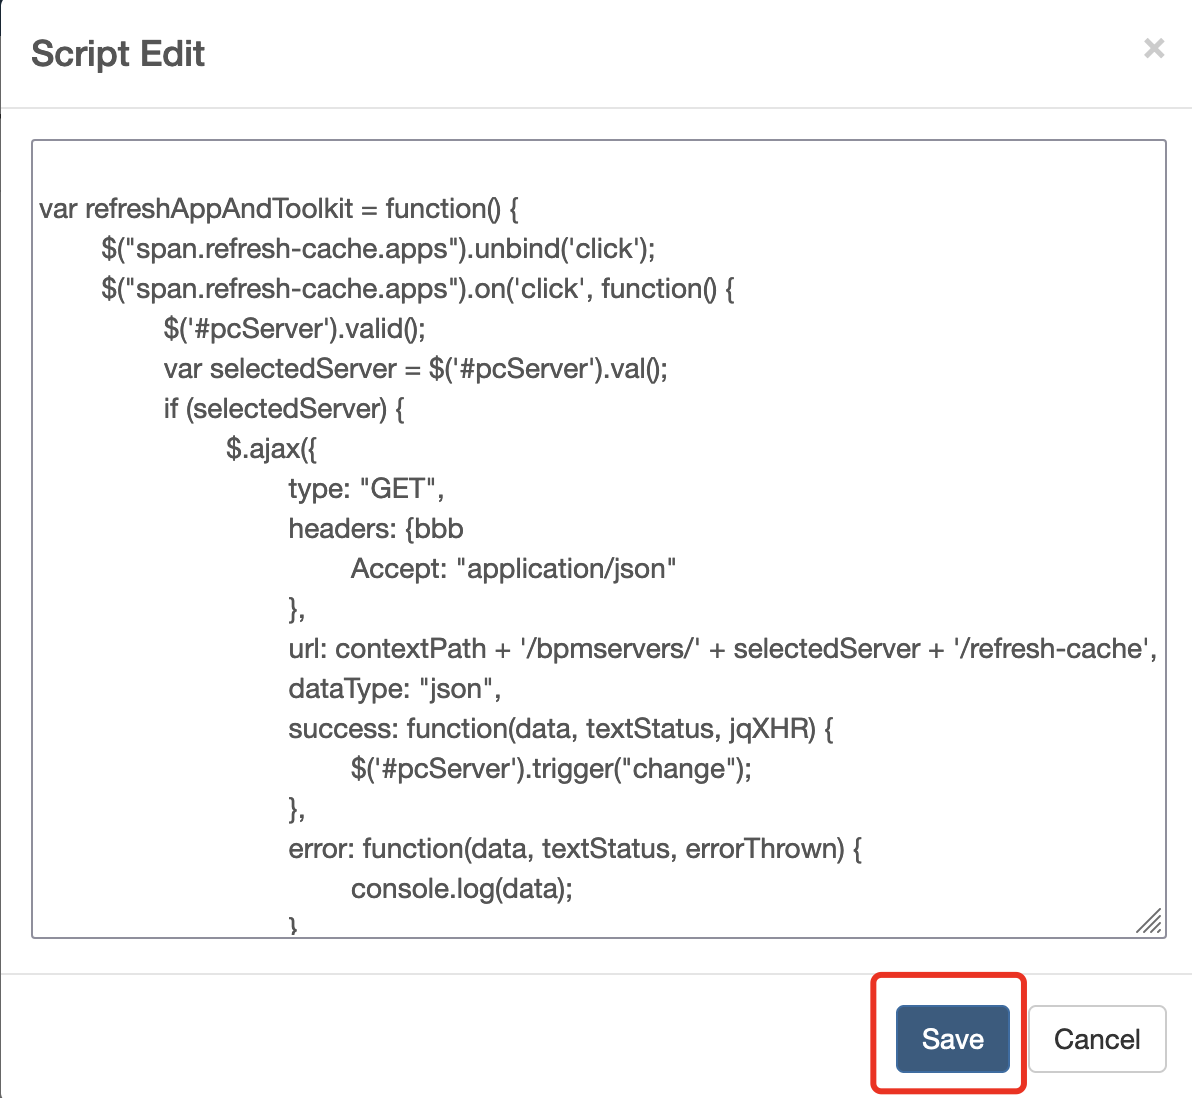 Script Edit
×
var refreshAppAndToolkit = function() {
$("span.refresh-cache.apps").unbind('click');
$("span.refresh-cache.apps").on('click', function() {
$('#pcServer').valid();
var selectedServer = $('#pcServer').val();
if (selectedServer) {
$.ajax({
type: "GET",
headers: {bbb
Accept: "application/json"
},
url: contextPath + '/bpmservers/' + selectedServer + '/refresh-cache',
dataType: "json",
success: function(data, textStatus, jqXHR) {
$('#pcServer').trigger("change");
},
error: function(data, textStatus, errorThrown) {
console.log(data);
}
Save
Cancel